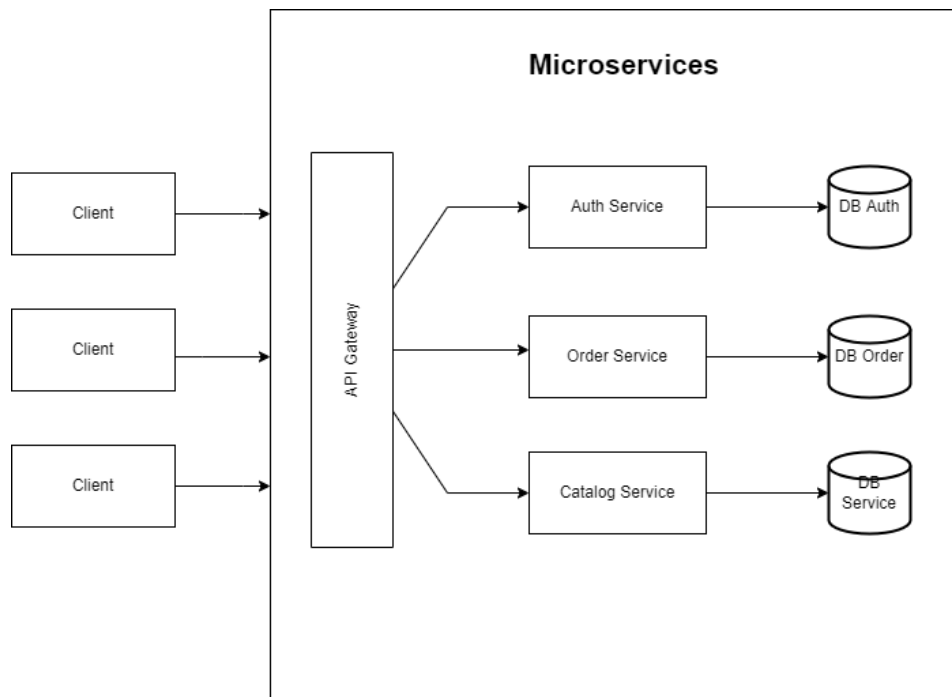 Microservices
Client
Client
Client
API Gateway
Auth Service
DB Auth
Order Service
DB Order
Catalog Service
DB
Service